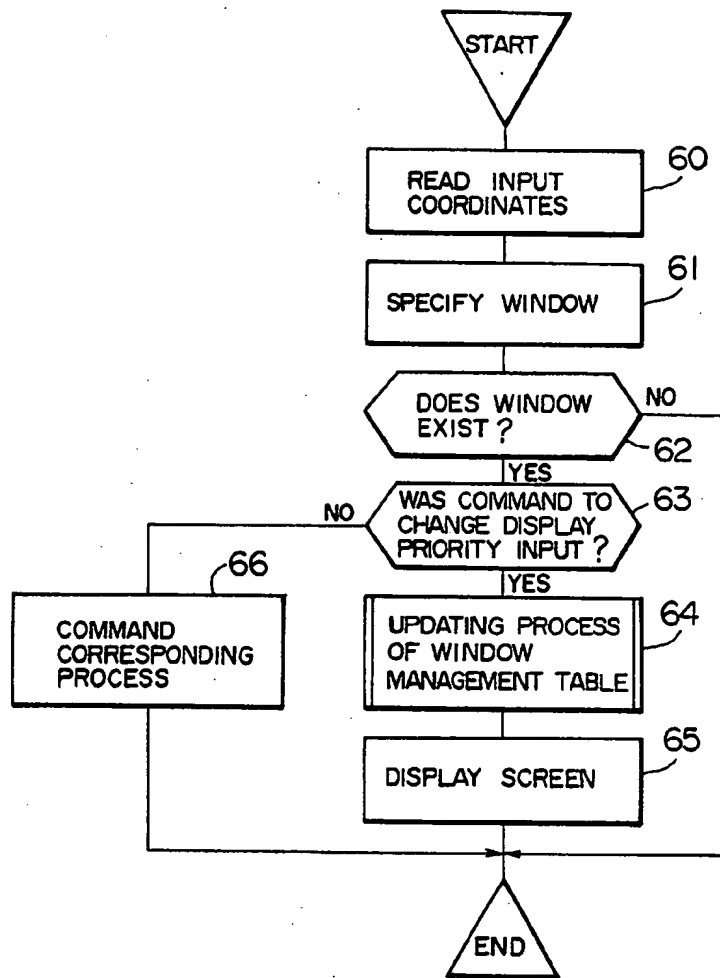 START
READ INPUT
COORDINATES
60
SPECIFY WINDOW
61
DOES WINDOW
EXIST?
NO
62
YES
WAS COMMAND TO
CHANGE DISPLAY
PRIORITY INPUT?
63
NO
YES
66
COMMAND
CORRESPONDING
PROCESS
UPDATING PROCESS
OF WINDOW
MANAGEMENT TABLE
64
DISPLAY SCREEN
65
END